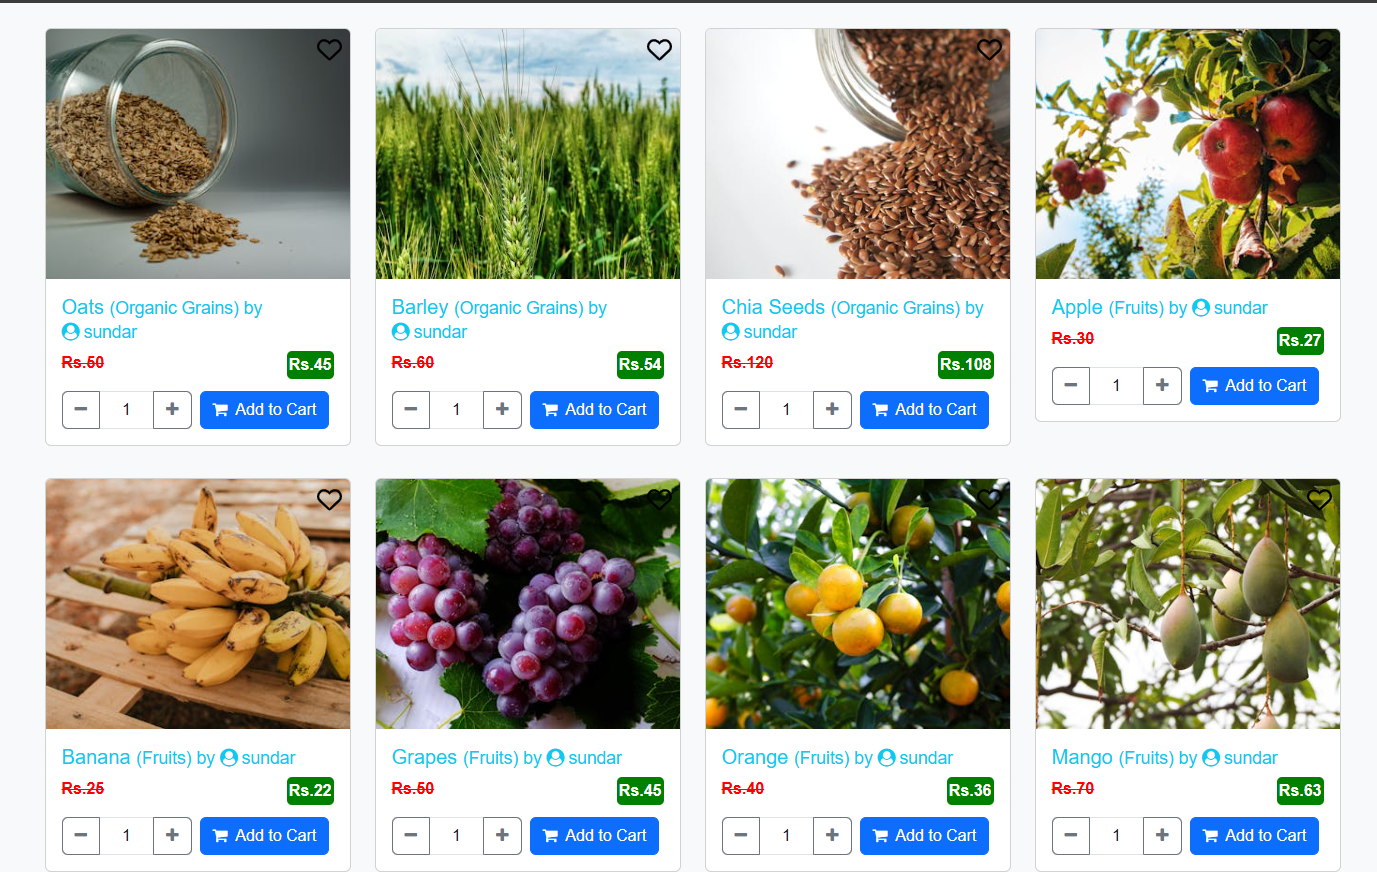 Oats (Organic Grains) by
sundar
Rs.50 Rs.45
1 Add to Cart
Barley (Organic Grains) by
sundar
Rs.60 Rs.54
1 Add to Cart
Chia Seeds (Organic Grains) by
sundar
Rs.120 Rs.108
1 Add to Cart
Apple (Fruits) by sundar
Rs.30 Rs.27
1 Add to Cart
Banana (Fruits) by sundar
Rs.25 Rs.22
1 Add to Cart
Grapes (Fruits) by sundar
Rs.50 Rs.45
1 Add to Cart
Orange (Fruits) by sundar
Rs.40 Rs.36
1 Add to Cart
Mango (Fruits) by sundar
Rs.70 Rs.63
1 Add to Cart